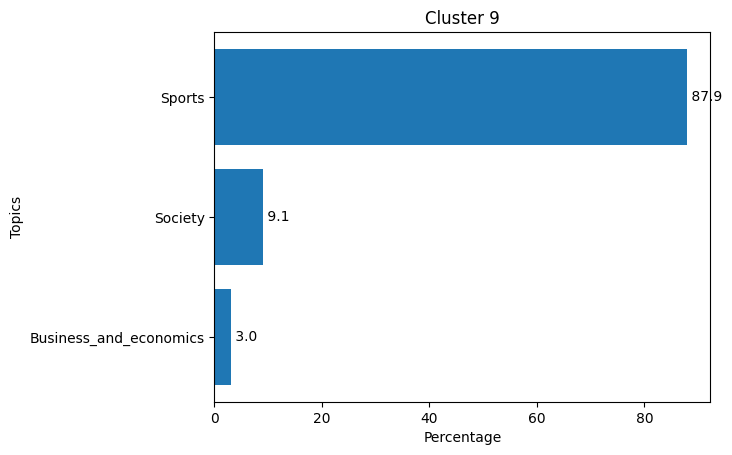 Cluster 9
Topics
Sports
87.9
Society
9.1
Business_and_economics
3.0
0 20 40 60 80
Percentage